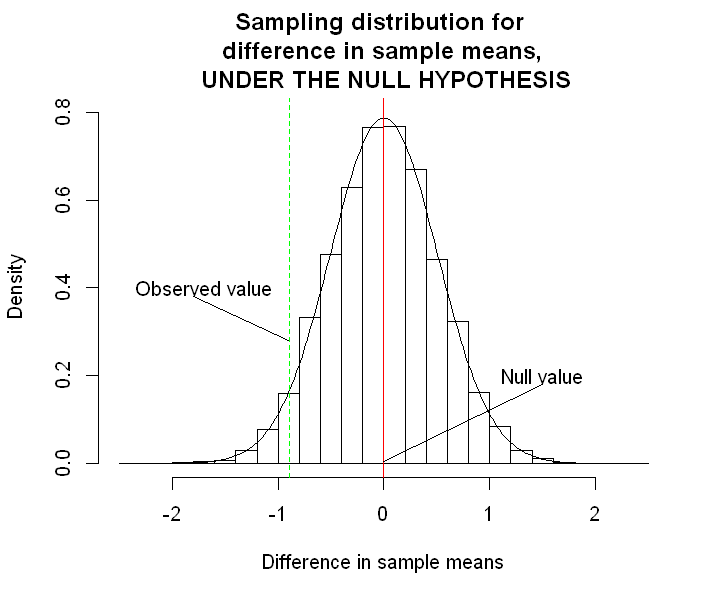 Sampling distribution for
difference in sample means,
UNDER THE NULL HYPOTHESIS
Density
0.8
0.6
0.4
0.2
0.0
Observed value
Null value
-2
-1
0
1
2
Difference in sample means